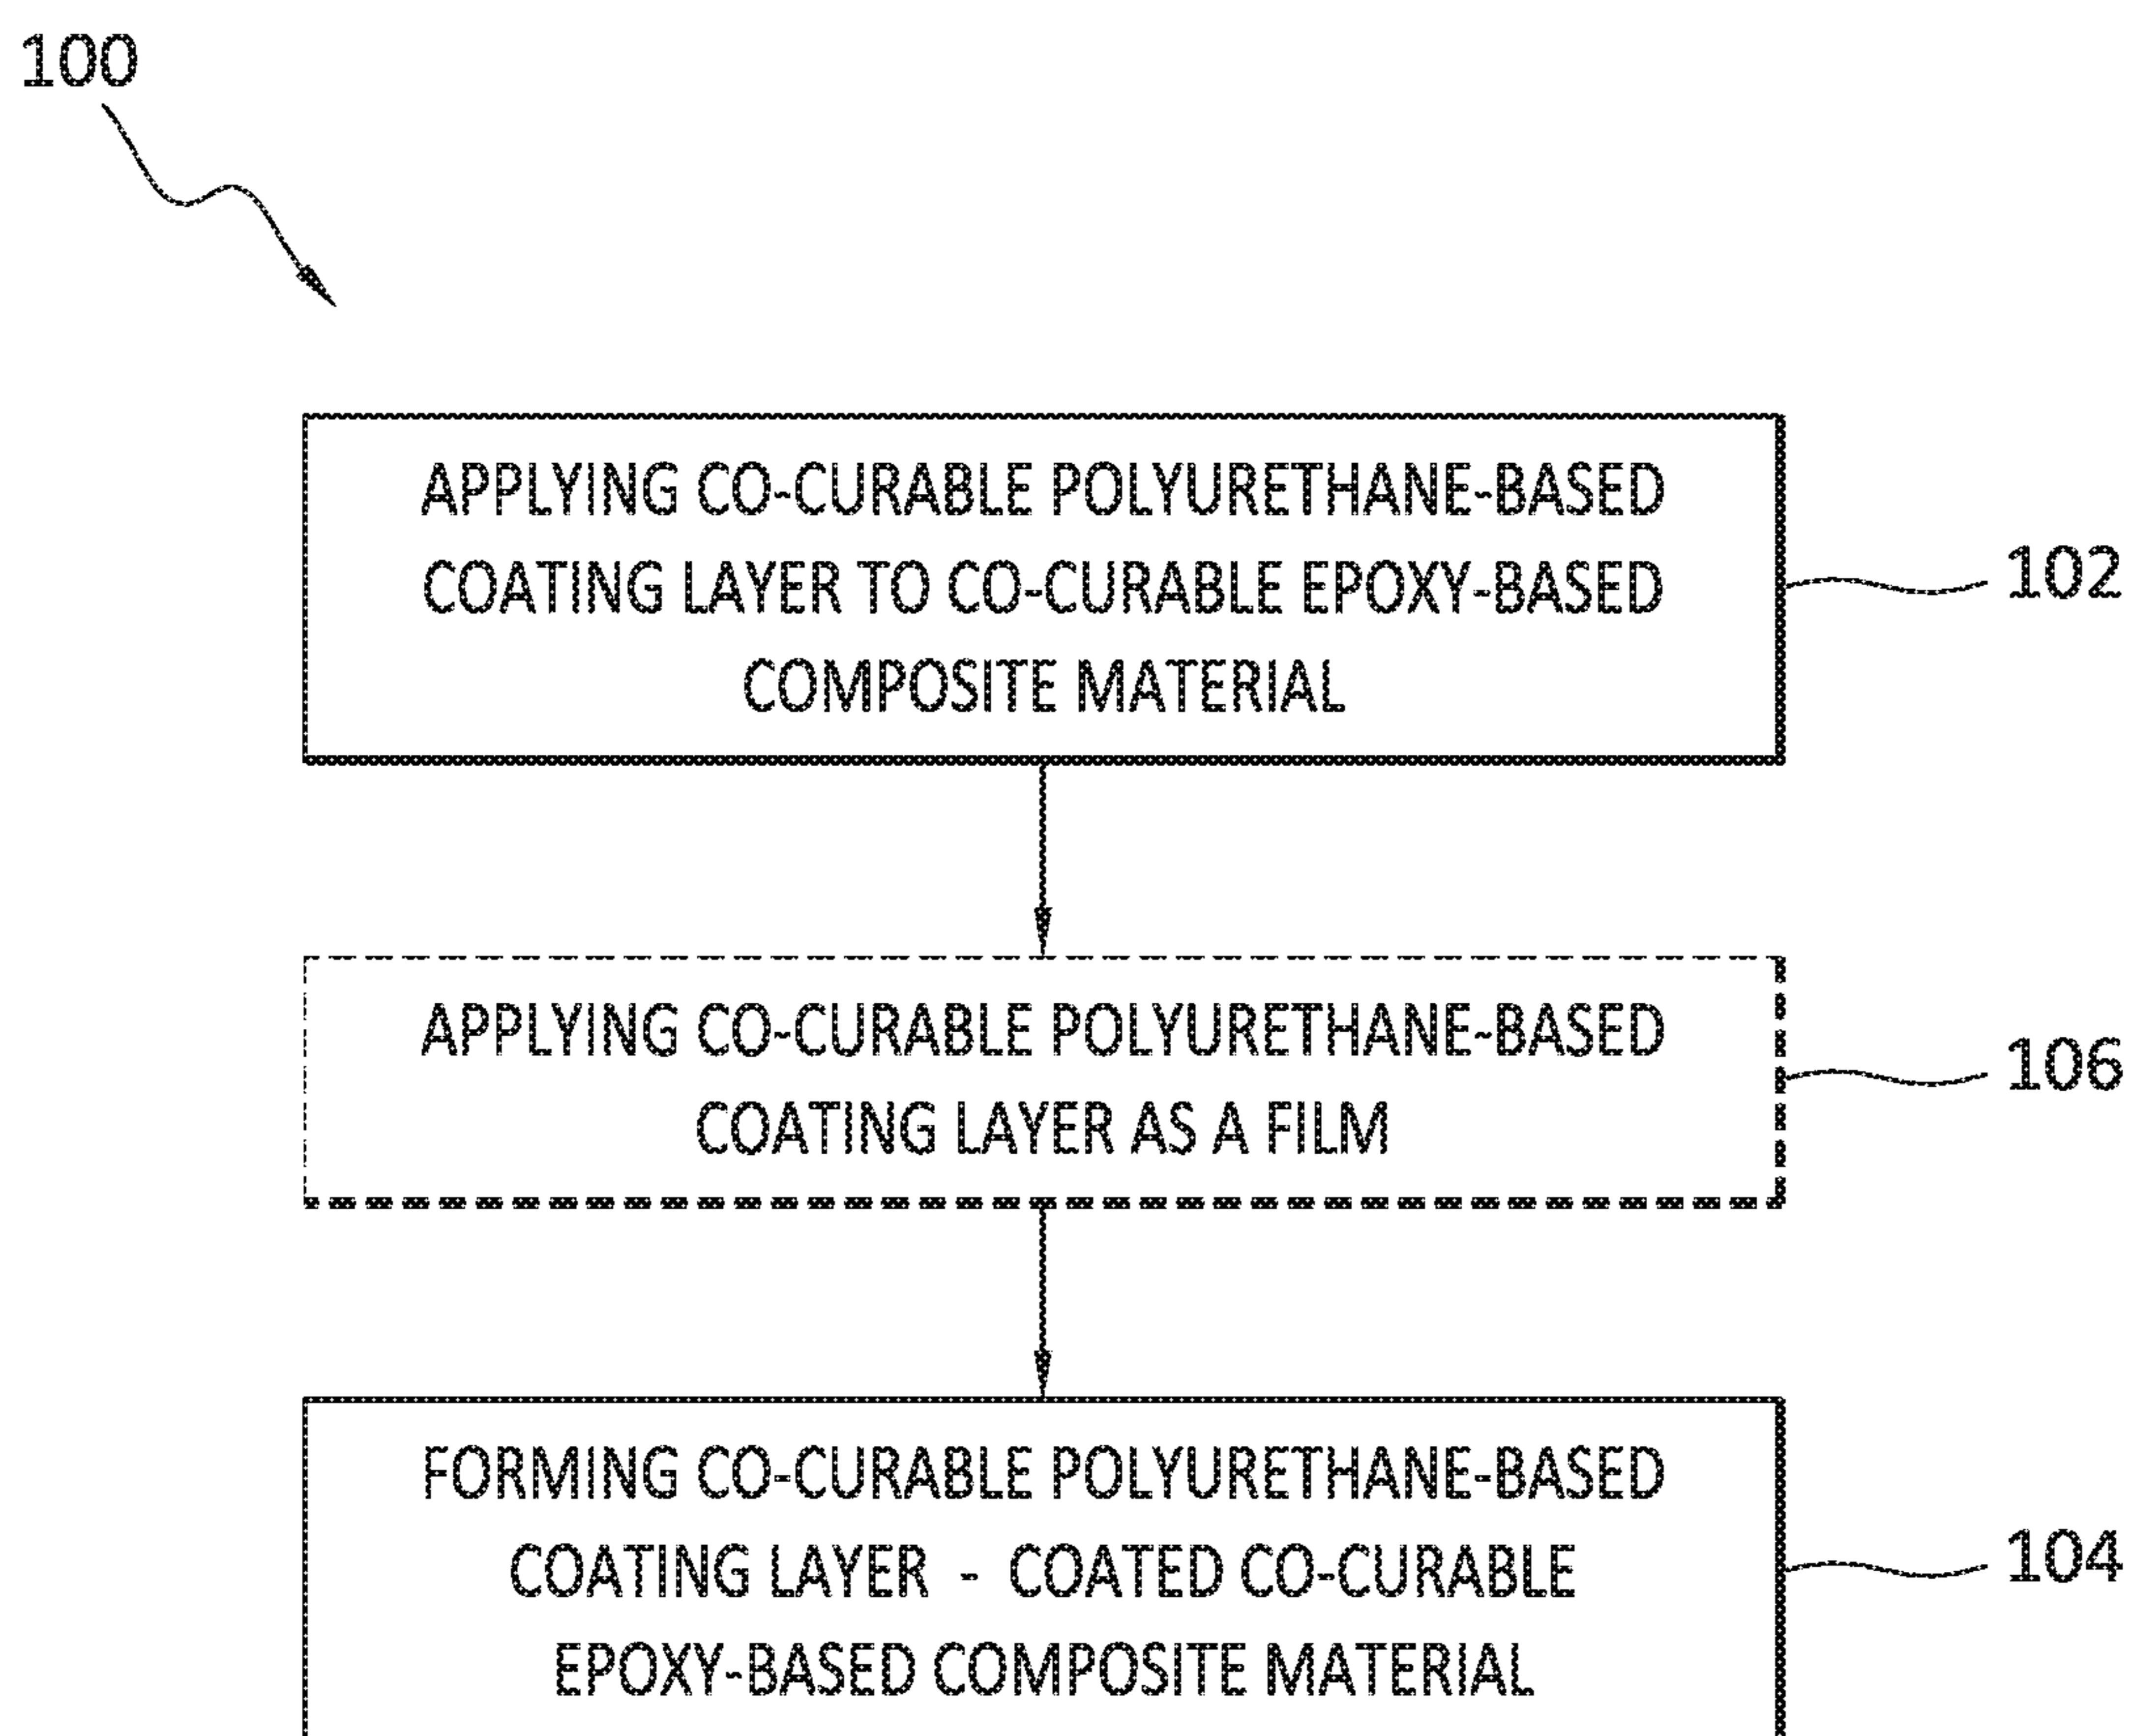 100
APPLYING CO-CURABLE POLYURETHANE-BASED
COATING LAYER TO CO-CURABLE EPOXY-BASED
COMPOSITE MATERIAL
102
APPLYING CO-CURABLE POLYURETHANE-BASED
COATING LAYER AS A FILM
106
FORMING CO-CURABLE POLYURETHANE-BASED
COATING LAYER - COATED CO-CURABLE
EPOXY-BASED COMPOSITE MATERIAL
104